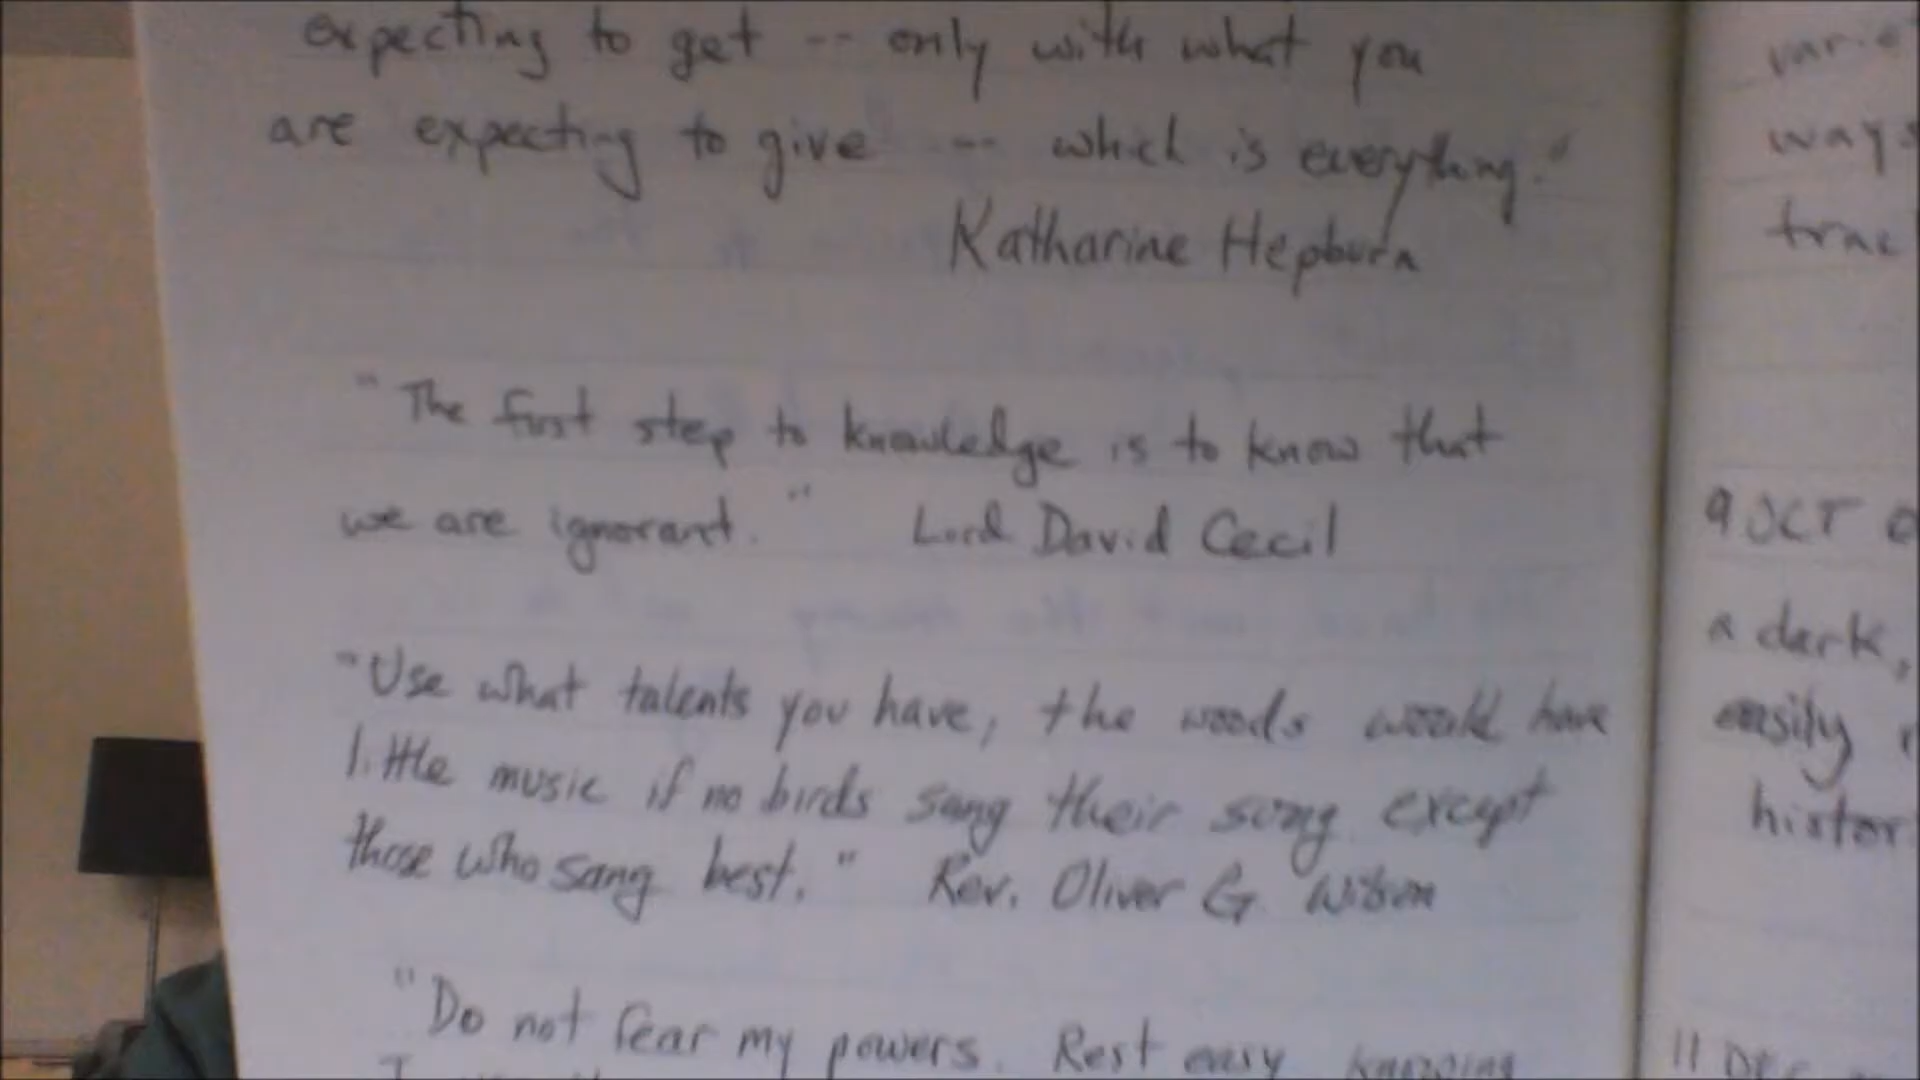 expecting to get -- only with what you
are expecting to give -- which is everything."
Katharine Hepburn
"The first step to knowledge is to know that
we are ignorant." Lord David Cecil
"Use what talents you have, the woods would have
little music if no birds sang their song except
those who sang best." Rev. Oliver G. Wilson
"Do not fear my powers. Rest easy knowing
I
ways
9 OCT
a dark,
easily
histor
11 Dec